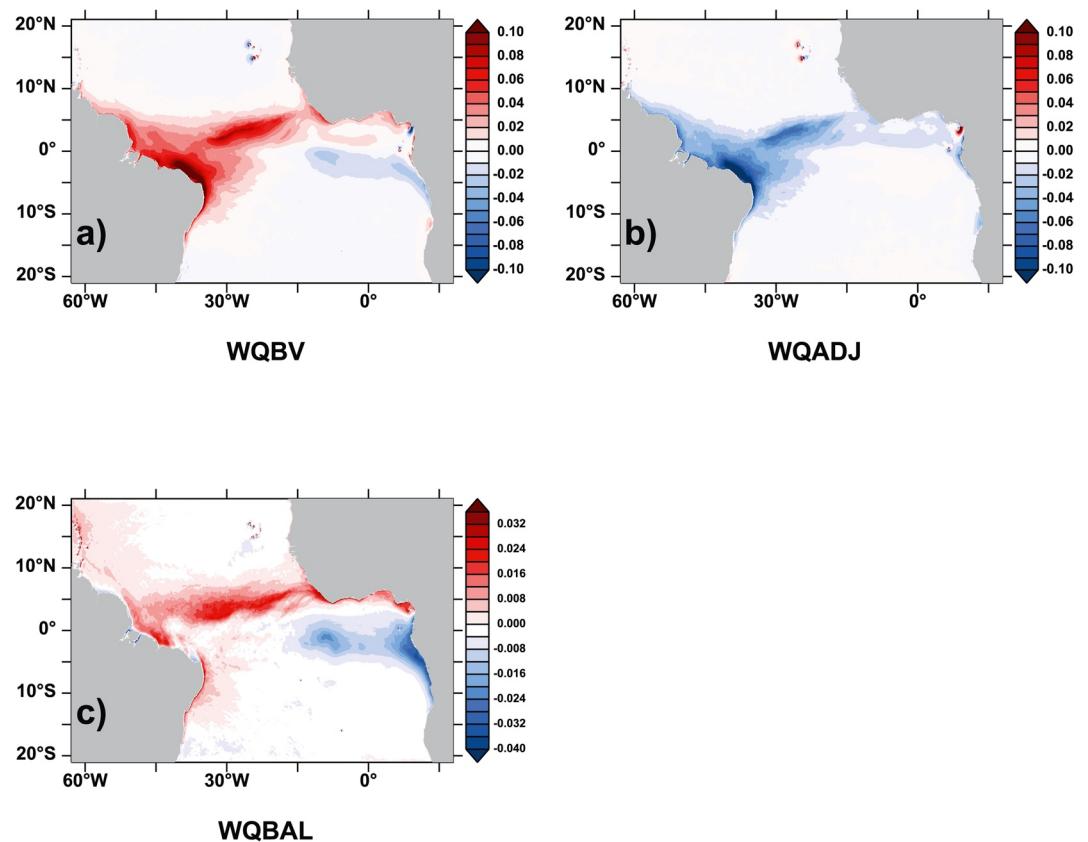 20°N
10°N
0°
10°S
20°S
60°W
30°W
0°
a)
0.10
0.08
0.06
0.04
0.02
0.00
-0.02
-0.04
-0.06
-0.08
-0.10
WQBV
20°N
10°N
0°
10°S
20°S
60°W
30°W
0°
b)
0.10
0.08
0.06
0.04
0.02
0.00
-0.02
-0.04
-0.06
-0.08
-0.10
WQADJ
20°N
10°N
0°
10°S
20°S
60°W
30°W
0°
c)
0.032
0.024
0.016
0.008
0.000
-0.008
-0.016
-0.024
-0.032
-0.040
WQBAL